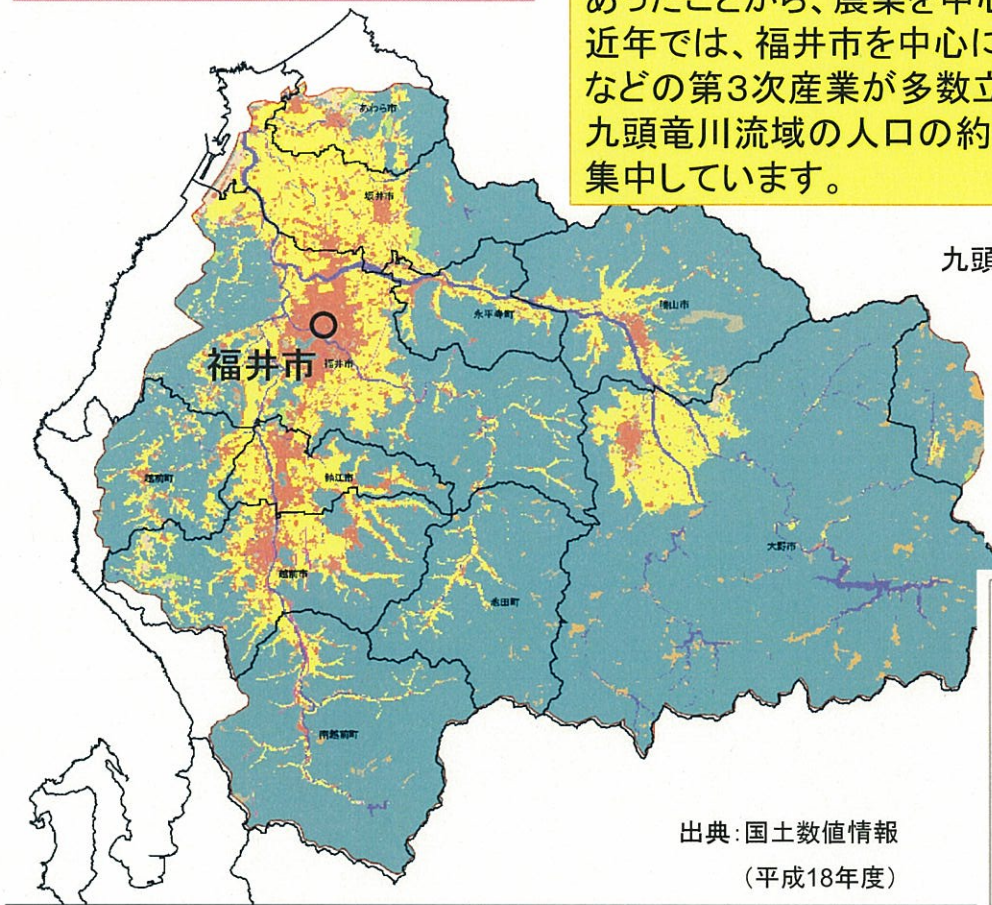 あったことから、農業を中心
近年では、福井市を中心に
などの第3次産業が多数立
九頭竜川流域の人口の約
集中しています。
九頭
あわら市
坂井市
永平寺町
勝山市
福井市
福井市
越前町
鯖江市
越前市
池田町
大野市
南越前町
出典：国土数値情報
（平成18年度）